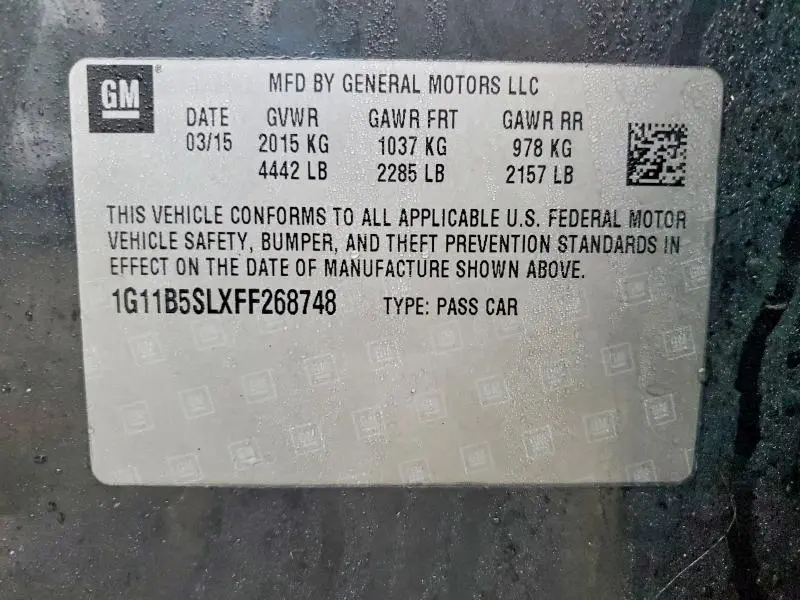 GM
MFD BY GENERAL MOTORS LLC
DATE GVWR GAWR FRT GAWR RR
03/15 2015 KG 1037 KG 978 KG
4442 LB 2285 LB 2157 LB
THIS VEHICLE CONFORMS TO ALL APPLICABLE U.S. FEDERAL MOTOR
VEHICLE SAFETY, BUMPER, AND THEFT PREVENTION STANDARDS IN
EFFECT ON THE DATE OF MANUFACTURE SHOWN ABOVE.
1G11B5SLXFF268748 TYPE: PASS CAR